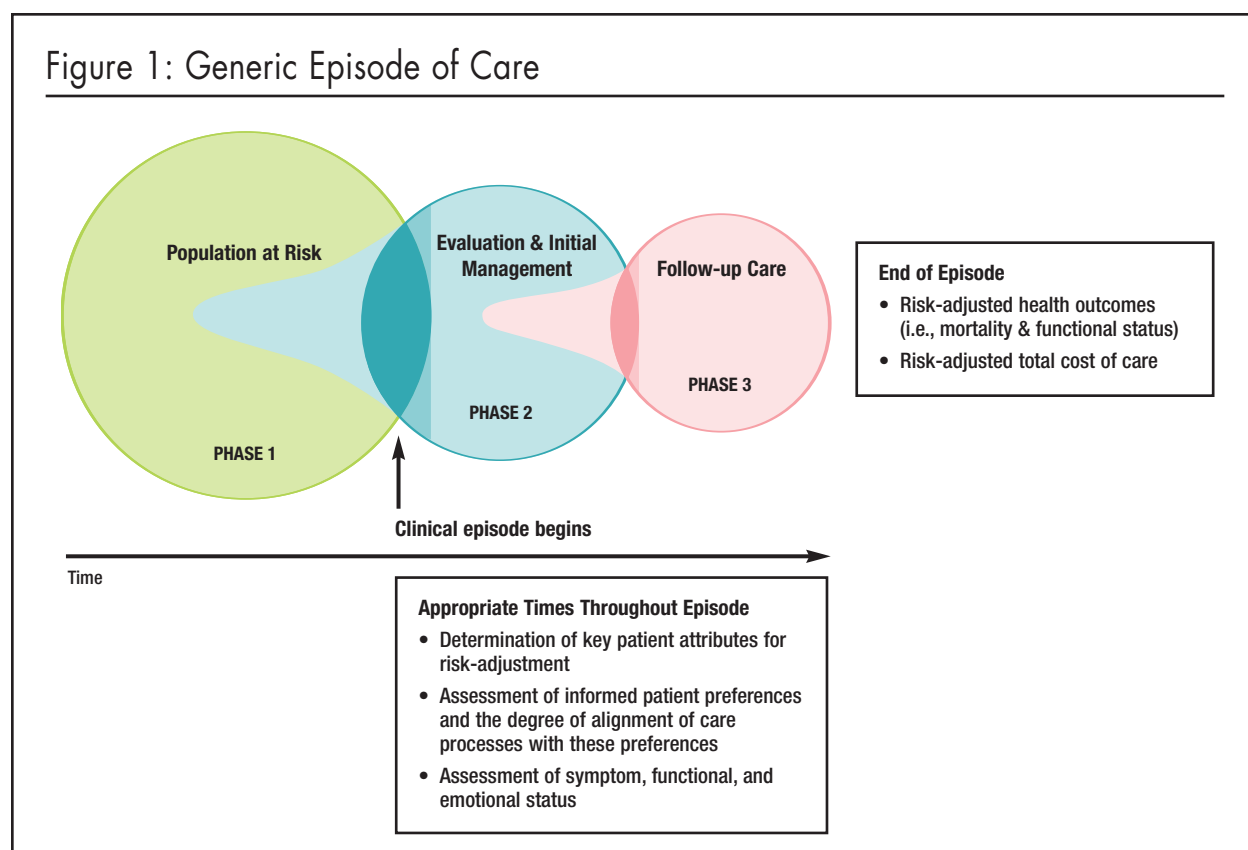 Figure 1: Generic Episode of Care
Population at Risk
PHASE 1
Evaluation & Initial
Management
PHASE 2
Follow-up Care
PHASE 3
End of Episode
• Risk-adjusted health outcomes
(i.e., mortality & functional status)
• Risk-adjusted total cost of care
Clinical episode begins
Time
Appropriate Times Throughout Episode
• Determination of key patient attributes for
risk-adjustment
• Assessment of informed patient preferences
and the degree of alignment of care
processes with these preferences
• Assessment of symptom, functional, and
emotional status